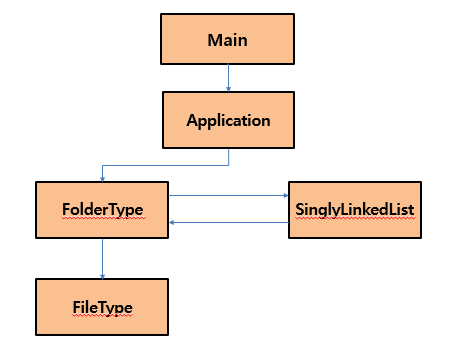 Main
Application
FolderType
SinglyLinkedList
FileType